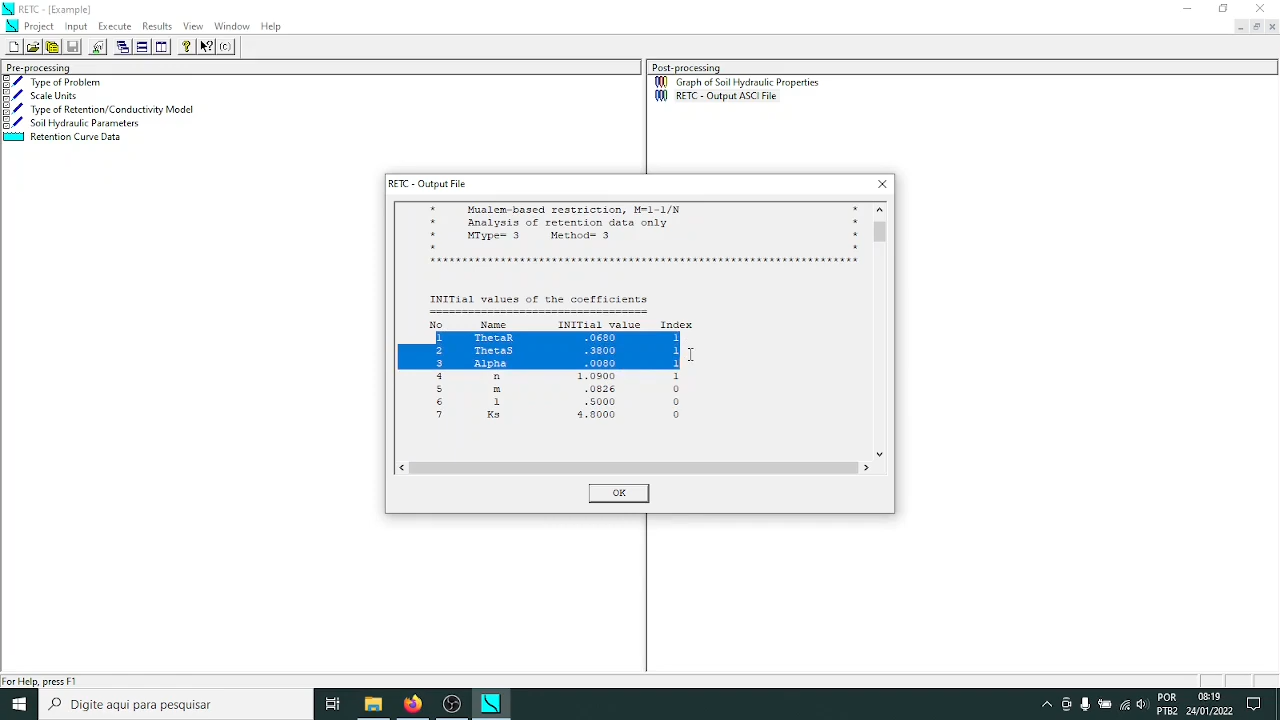 RETC - [Example]
Project Input Execute Results View Window Help
Pre-processing
Type of Problem
Scale Units
Type of Retention/Conductivity Model
Soil Hydraulic Parameters
Retention Curve Data
Post-processing
Graph of Soil Hydraulic Properties
RETC - Output ASCI File
RETC - Output File
* Mualem-based restriction, M=1-1/N *
* Analysis of retention data only *
* MType= 3 Method= 3 *
* *
*******************************************************************
INITial values of the coefficients
==================================
No Name INITial value Index
1 ThetaR .0680 1
2 ThetaS .3800 1
3 Alpha .0080 1
4 n 1.0900 1
5 m .0826 0
6 l .5000 0
7 Ks 4.8000 0
OK
For Help, press F1
Digite aqui para pesquisar
POR
PTB2
08:19
24/01/2022